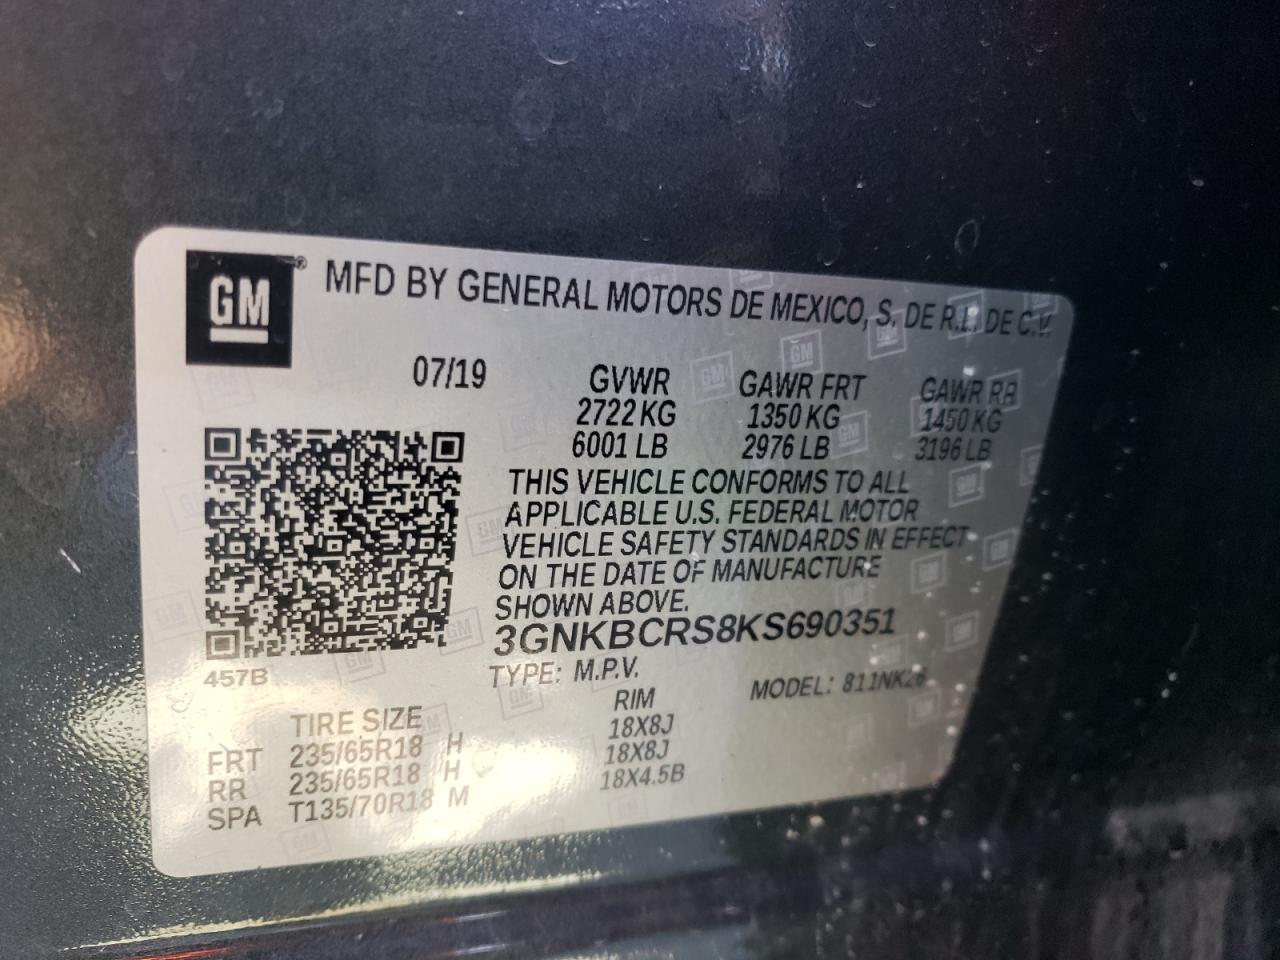 GM ® MFD BY GENERAL MOTORS DE MEXICO, S. DE R.L. DE C.V.
07/19
GVWR GAWR FRT GAWR RR
2722 KG 1350 KG 1450 KG
6001 LB 2976 LB 3196 LB
THIS VEHICLE CONFORMS TO ALL
APPLICABLE U.S. FEDERAL MOTOR
VEHICLE SAFETY STANDARDS IN EFFECT
ON THE DATE OF MANUFACTURE
SHOWN ABOVE.
3GNKBCRS8KS690351
457B
TYPE: M.P.V. MODEL: 811NK26
TIRE SIZE RIM
FRT 235/65R18 H 18X8J
RR 235/65R18 H 18X8J
SPA T135/70R18 M 18X4.5B